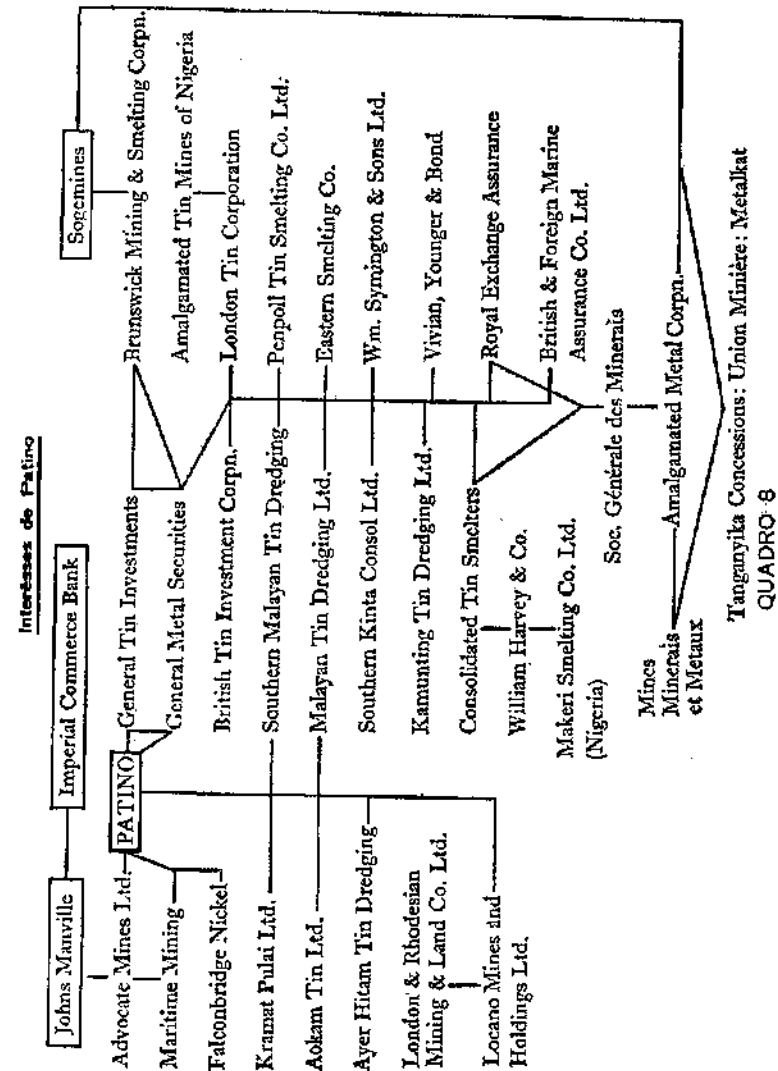 Interêsses de Patino
Johns Manville
Imperial Commerce Bank
Sogemines
Advocate Mines Ltd.
PATINO
General Tin Investments
Brunswick Mining & Smelting Corpn.
Maritime Mining
General Metal Securities
Amalgamated Tin Mines of Nigeria
Falconbridge Nickel
British Tin Investment Corpn.
London Tin Corporation
Kramat Pulai Ltd.
Southern Malayan Tin Dredging
Penpoll Tin Smelting Co. Ltd.
Aokam Tin Ltd.
Malayan Tin Dredging Ltd.
Eastern Smelting Co.
Southern Kinta Consol Ltd.
Wm. Symington & Sons Ltd.
Ayer Hitam Tin Dredging
Kamunting Tin Dredging Ltd.
Vivian, Younger & Bond
London & Rhodesian
Mining & Land Co. Ltd.
Consolidated Tin Smelters
Royal Exchange Assurance
Locano Mines and
Holdings Ltd.
William Harvey & Co.
British & Foreign Marine
Assurance Co. Ltd.
Makeri Smelting Co. Ltd.
(Nigeria)
Soc. Générale des Minerais
Mines
Minerais
et Metaux
Amalgamated Metal Corpn.
Tanganyika Concessions: Union Minière: Metalkat
QUADRO-8